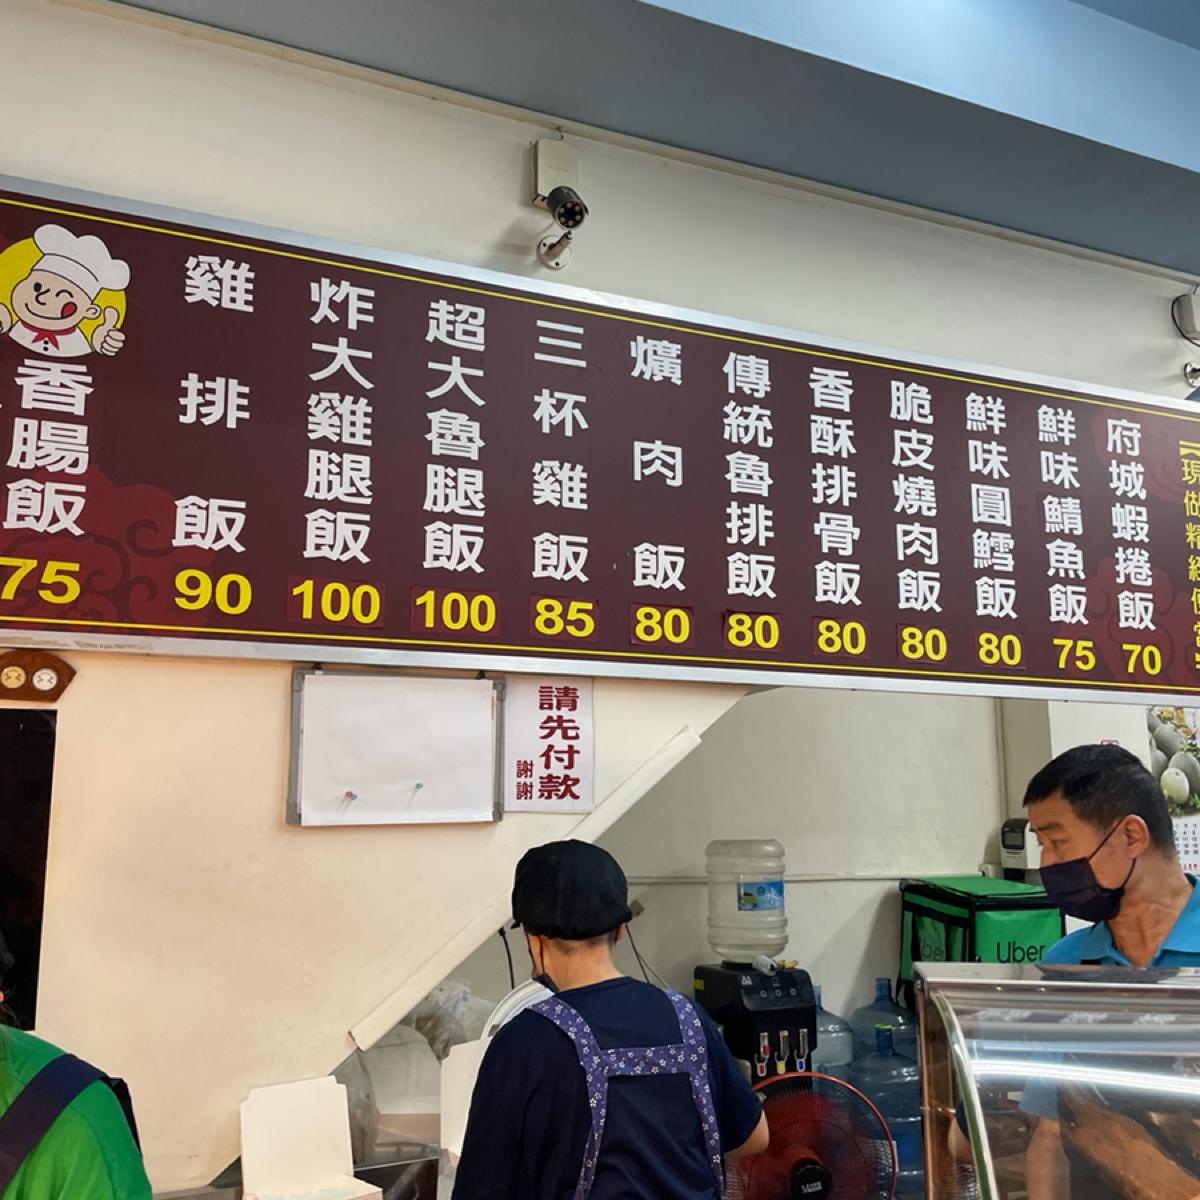 府城蝦捲飯 70
鮮味鯖魚飯 75
鮮味圓鱈飯 80
脆皮燒肉飯 80
香酥排骨飯 80
傳統魯排飯 80
爌肉飯 80
三杯雞飯 85
超大魯腿飯 100
炸大雞腿飯 100
雞排飯 90
香腸飯 75
請先付款
謝謝
Uber